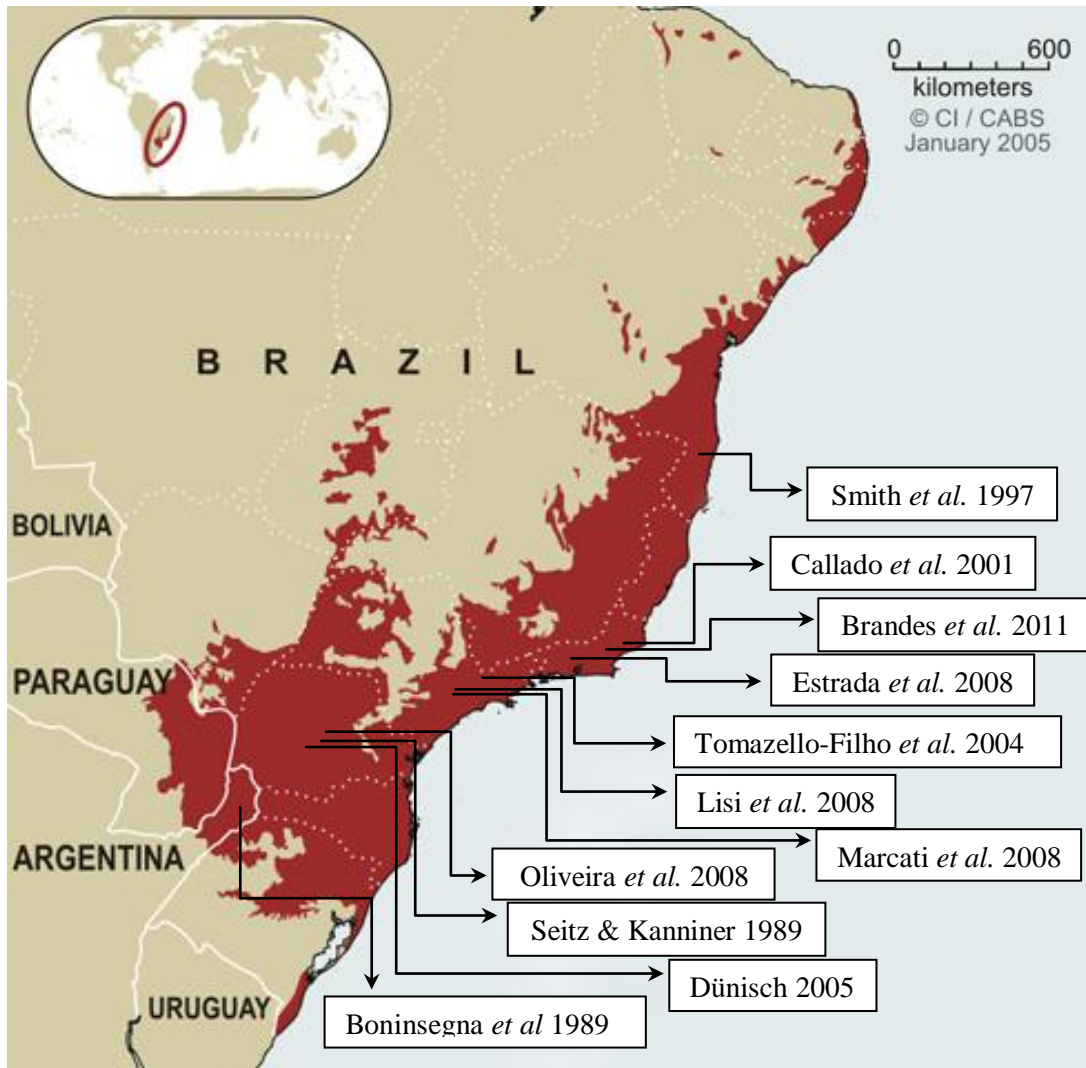 0 600
kilometers
© CI / CABS
January 2005
B R A Z I L
BOLIVIA
PARAGUAY
ARGENTINA
URUGUAY
Smith et al. 1997
Callado et al. 2001
Brandes et al. 2011
Estrada et al. 2008
Tomazello-Filho et al. 2004
Lisi et al. 2008
Marcati et al. 2008
Oliveira et al. 2008
Seitz & Kanniner 1989
Dünisch 2005
Boninsegna et al 1989